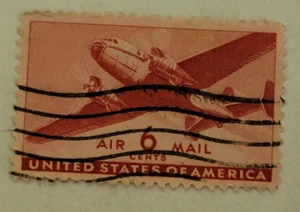 AIR 6 MAIL
CENTS
UNITED STATES OF AMERICA